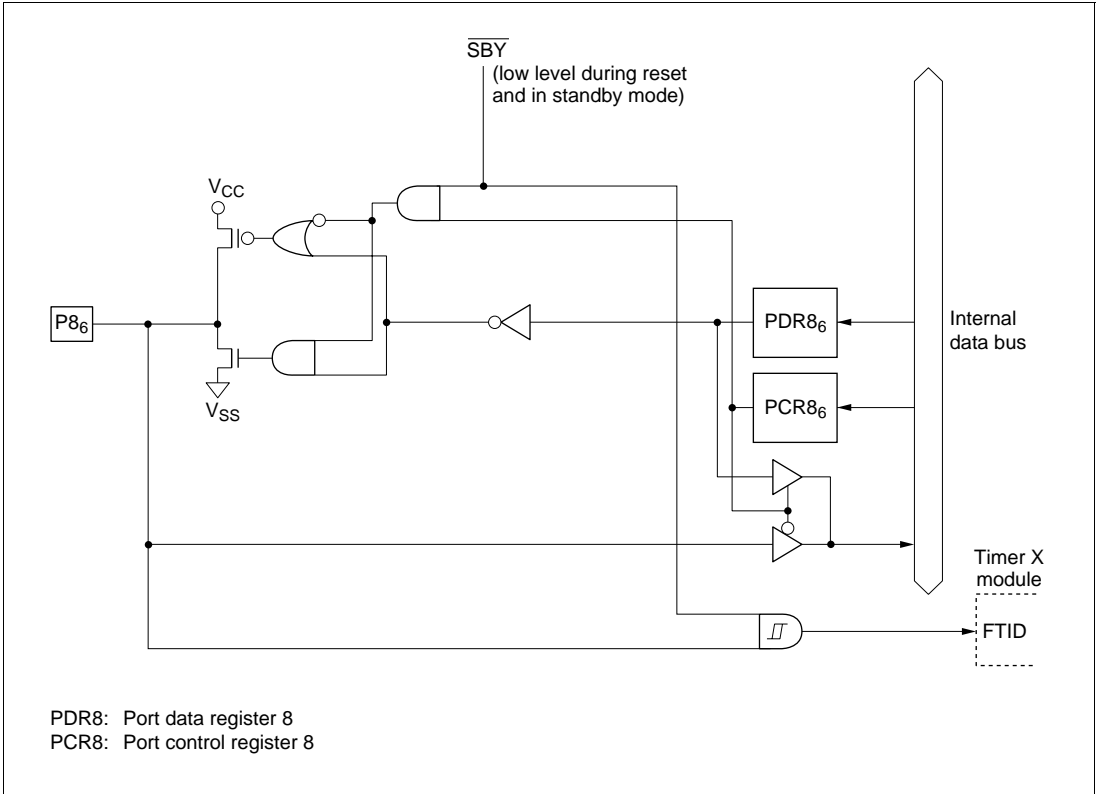 SBY
(low level during reset
and in standby mode)
VCC
P86
VSS
PDR86
PCR86
Internal
data bus
Timer X
module
FTID
PDR8: Port data register 8
PCR8: Port control register 8